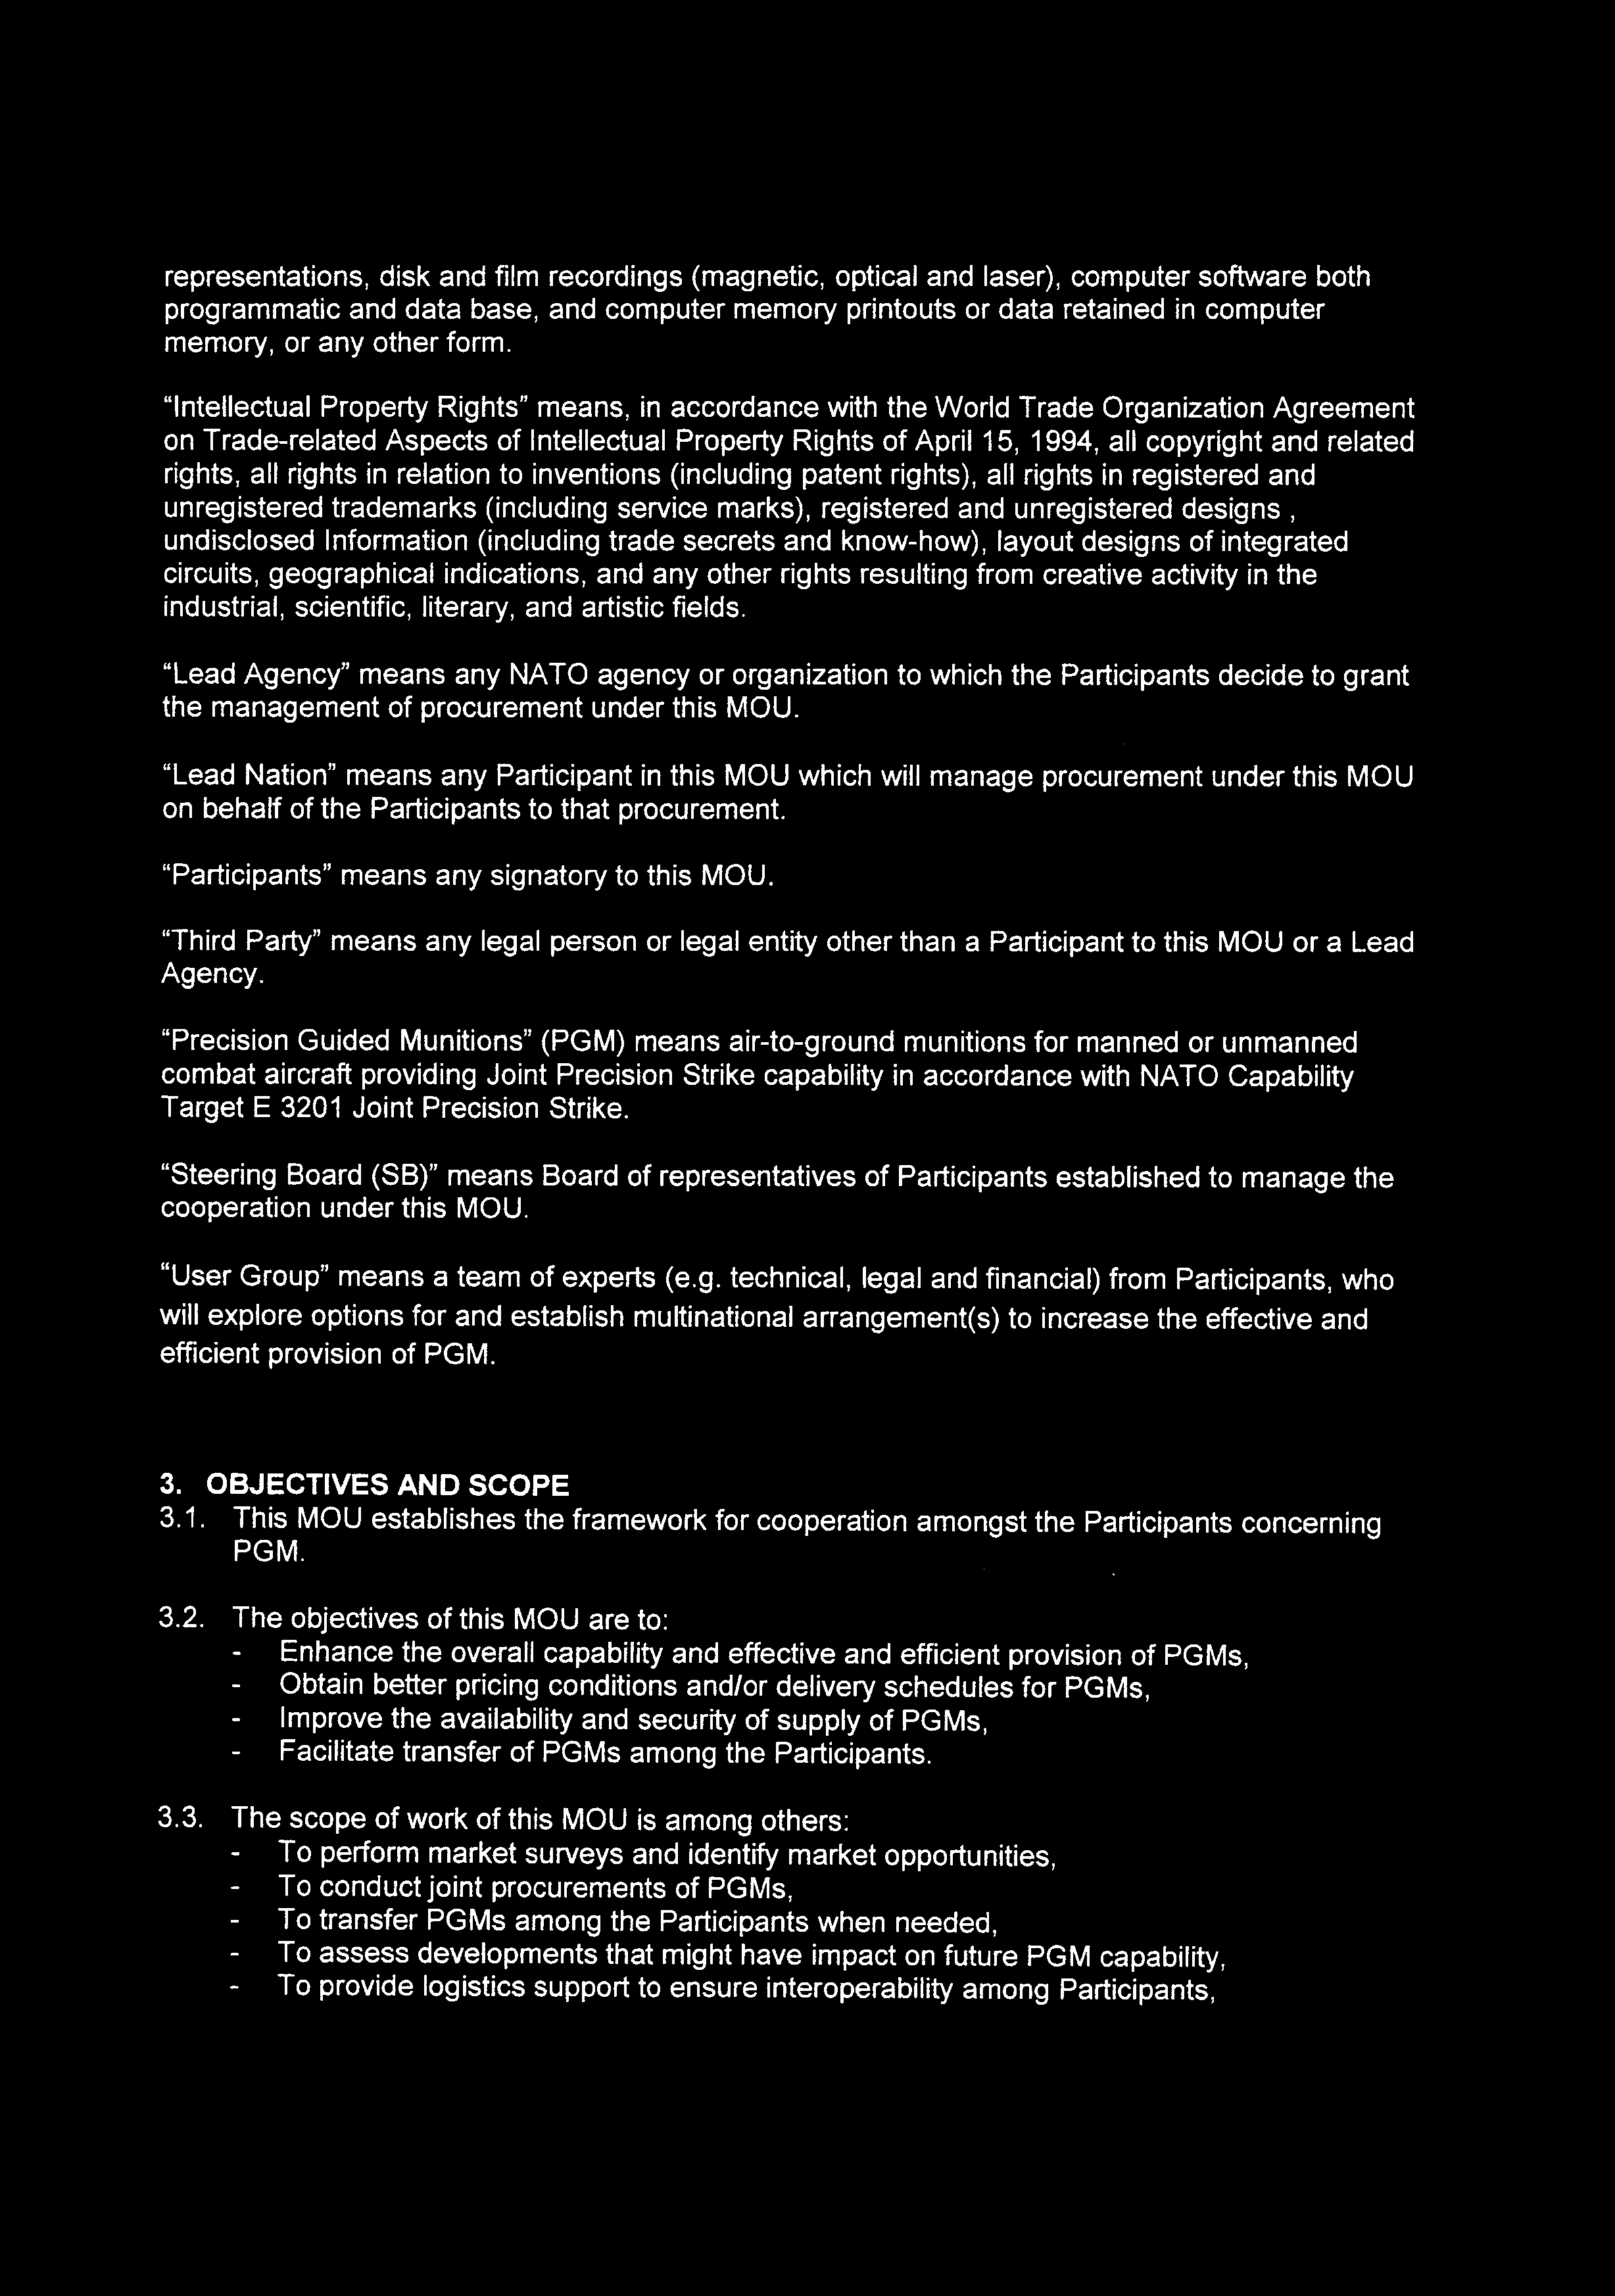 representations, disk and film recordings (magnetic, optical and laser), computer software both
programmatic and data base, and computer memory printouts or data retained in computer
memory, or any other form.
“Intellectual Property Rights” means, in accordance with the World Trade Organization Agreement
on Trade-related Aspects of Intellectual Property Rights of April 15, 1994, all copyright and related
rights, all rights in relation to inventions (including patent rights), all rights in registered and
unregistered trademarks (including service marks), registered and unregistered designs ,
undisclosed Information (including trade secrets and know-how), layout designs of integrated
circuits, geographical indications, and any other rights resulting from creative activity in the
industrial, scientific, literary, and artistic fields.
“Lead Agency” means any NATO agency or organization to which the Participants decide to grant
the management of procurement under this MOU.
“Lead Nation” means any Participant in this MOU which will manage procurement under this MOU
on behalf of the Participants to that procurement.
“Participants” means any signatory to this MOU.
“Third Party” means any legal person or legal entity other than a Participant to this MOU or a Lead
Agency.
“Precision Guided Munitions” (PGM) means air-to-ground munitions for manned or unmanned
combat aircraft providing Joint Precision Strike capability in accordance with NATO Capability
Target E 3201 Joint Precision Strike.
“Steering Board (SB)” means Board of representatives of Participants established to manage the
cooperation under this MOU.
“User Group” means a team of experts (e.g. technical, legal and financial) from Participants, who
will explore options for and establish multinational arrangement(s) to increase the effective and
efficient provision of PGM.
3. OBJECTIVES AND SCOPE
3.1. This MOU establishes the framework for cooperation amongst the Participants concerning
PGM.
3.2. The objectives of this MOU are to:
- Enhance the overall capability and effective and efficient provision of PGMs,
- Obtain better pricing conditions and/or delivery schedules for PGMs,
- Improve the availability and security of supply of PGMs,
- Facilitate transfer of PGMs among the Participants.
3.3. The scope of work of this MOU is among others:
- To perform market surveys and identify market opportunities,
- To conduct joint procurements of PGMs,
- To transfer PGMs among the Participants when needed,
- To assess developments that might have impact on future PGM capability,
- To provide logistics support to ensure interoperability among Participants,